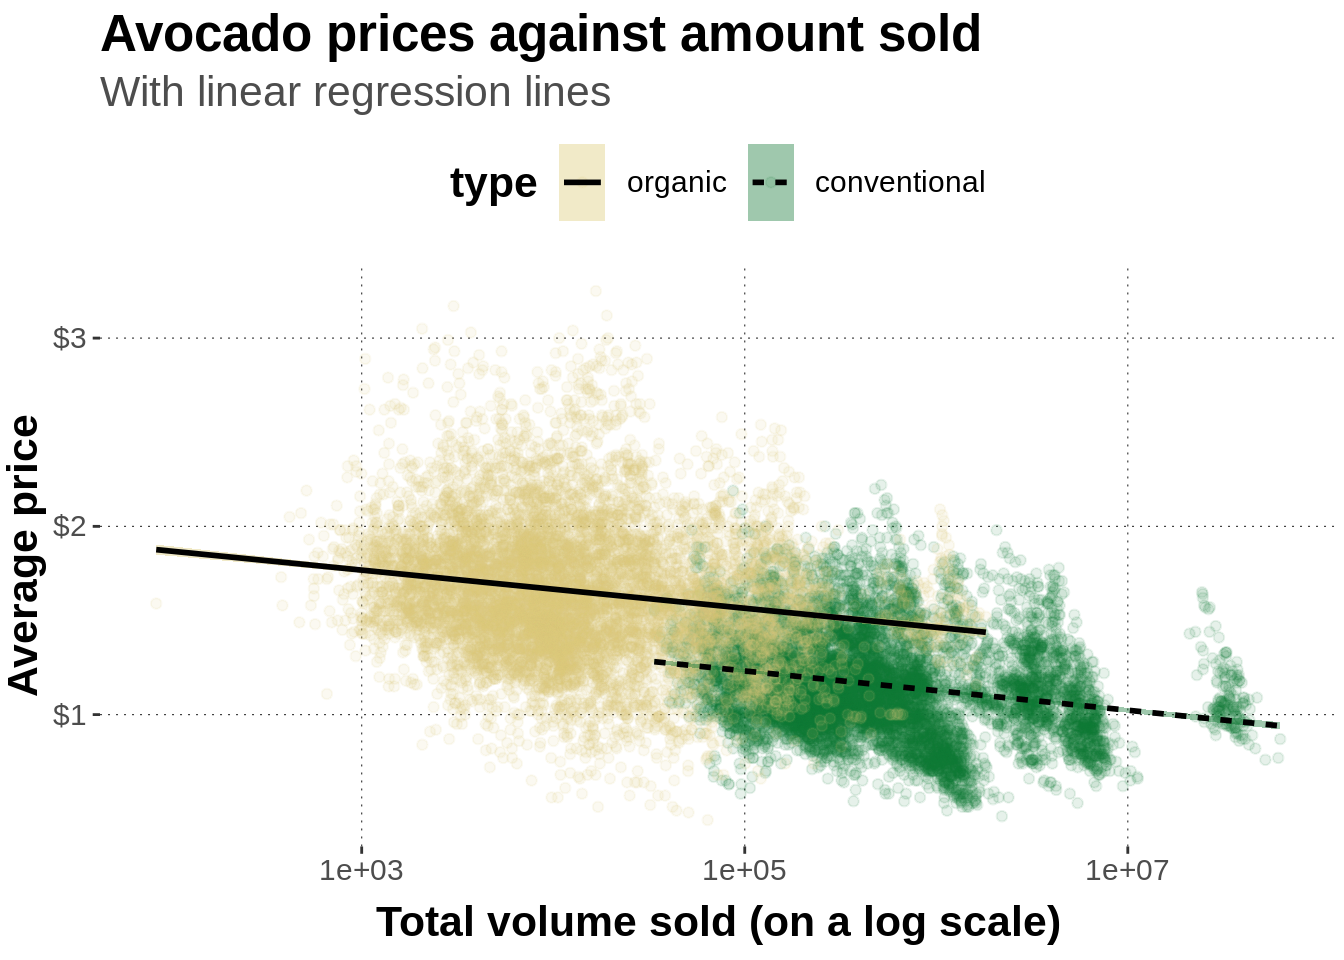 Avocado prices against amount sold
With linear regression lines
type organic conventional
$3
$2
$1
Average price
1e+03 1e+05 1e+07
Total volume sold (on a log scale)